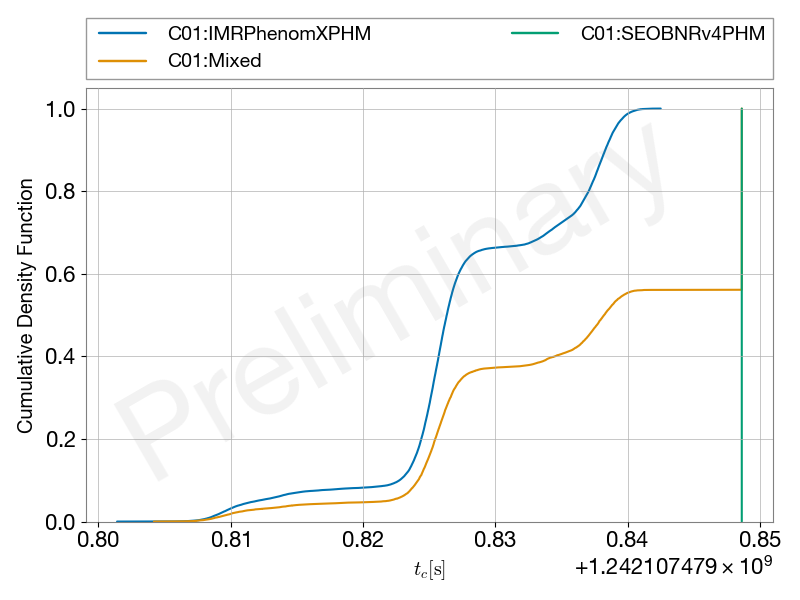 C01:IMRPhenomXPHM
C01:Mixed
C01:SEOBNRv4PHM
Cumulative Density Function
1.0
0.8
0.6
0.4
0.2
0.0
Preliminary
0.80 0.81 0.82 0.83 0.84 0.85
t_c[s]
+1.242107479 × 10⁹